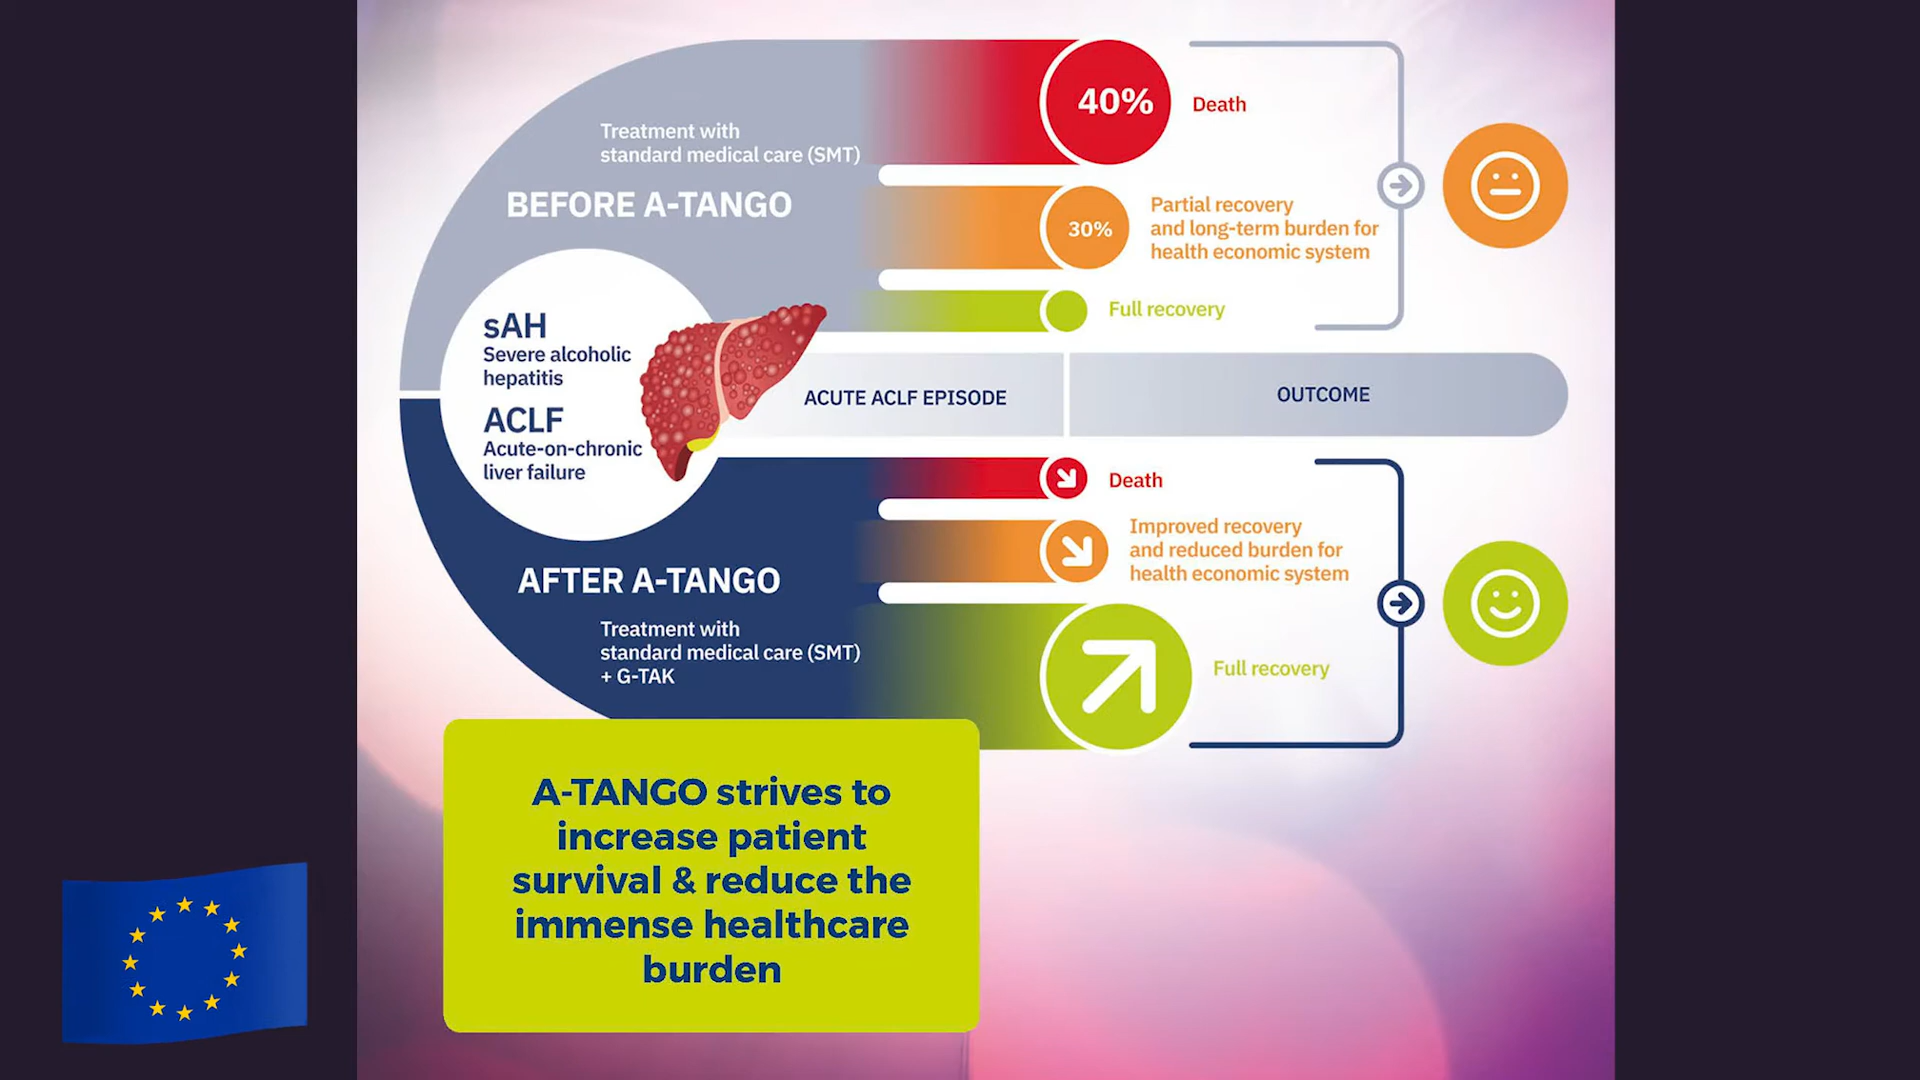 Treatment with
standard medical care (SMT)
BEFORE A-TANGO
40%
Death
30%
Partial recovery
and long-term burden for
health economic system
Full recovery
sAH
Severe alcoholic
hepatitis
ACLF
Acute-on-chronic
liver failure
ACUTE ACLF EPISODE
OUTCOME
Death
Improved recovery
and reduced burden for
health economic system
AFTER A-TANGO
Treatment with
standard medical care (SMT)
+ G-TAK
Full recovery
A-TANGO strives to
increase patient
survival & reduce the
immense healthcare
burden